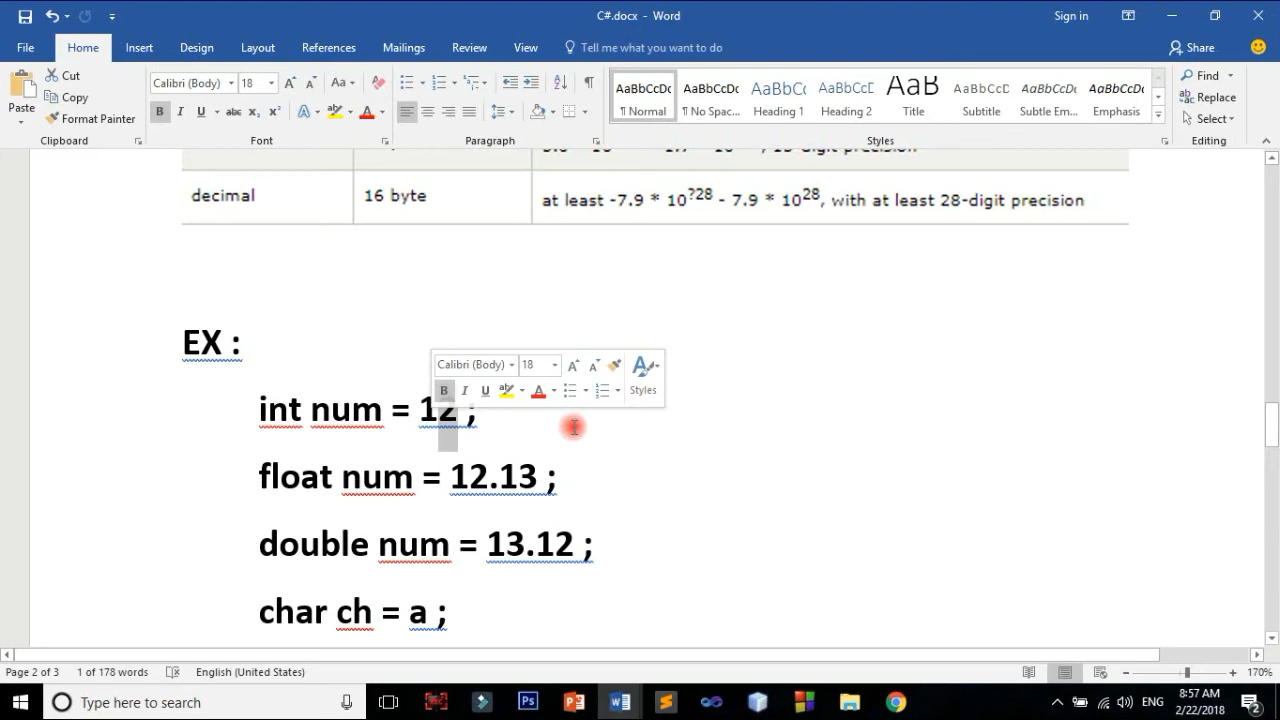 C#.docx - Word
Sign in
File Home Insert Design Layout References Mailings Review View Tell me what you want to do Share
Paste
Cut
Copy
Format Painter
Clipboard
Calibri (Body) 18
Font
Paragraph
AaBbCcDc AaBbCcDc AaBbCc AaBbCcD AaB AaBbCcD AaBbCcDc AaBbCcDc
¶ Normal ¶ No Spac... Heading 1 Heading 2 Title Subtitle Subtle Em... Emphasis
Styles
Find
Replace
Select
Editing
decimal 16 byte at least -7.9 * 10?28 - 7.9 * 1028, with at least 28-digit precision
EX :
Calibri (Body) 18
B I U Styles
int num = 12 ;
float num = 12.13 ;
double num = 13.12 ;
char ch = a ;
Page 2 of 3 1 of 178 words English (United States) 170%
Type here to search
ENG
8:57 AM
2/22/2018
2